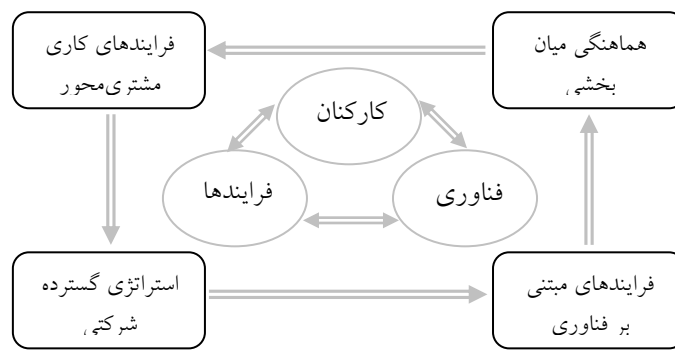 هماهنگی میان
بخشی
فرایندهای کاری
مشتری‌محور
کارکنان
فناوری
فرایندها
استراتژی گسترده
شرکتی
فرایندهای مبتنی
بر فناوری